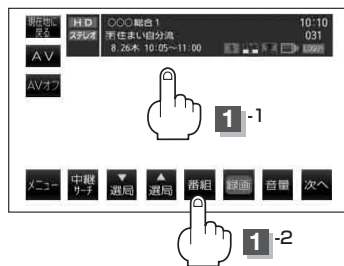 現在地に
戻る
HD
○○○総合1
10:10
ステレオ
住まい自分流
031
8.26木 10:05～11:00
AV
AVオフ
1-1
メニュー
中継
サーチ
▼
選局
▲
選局
番組
録画
音量
次へ
1-2